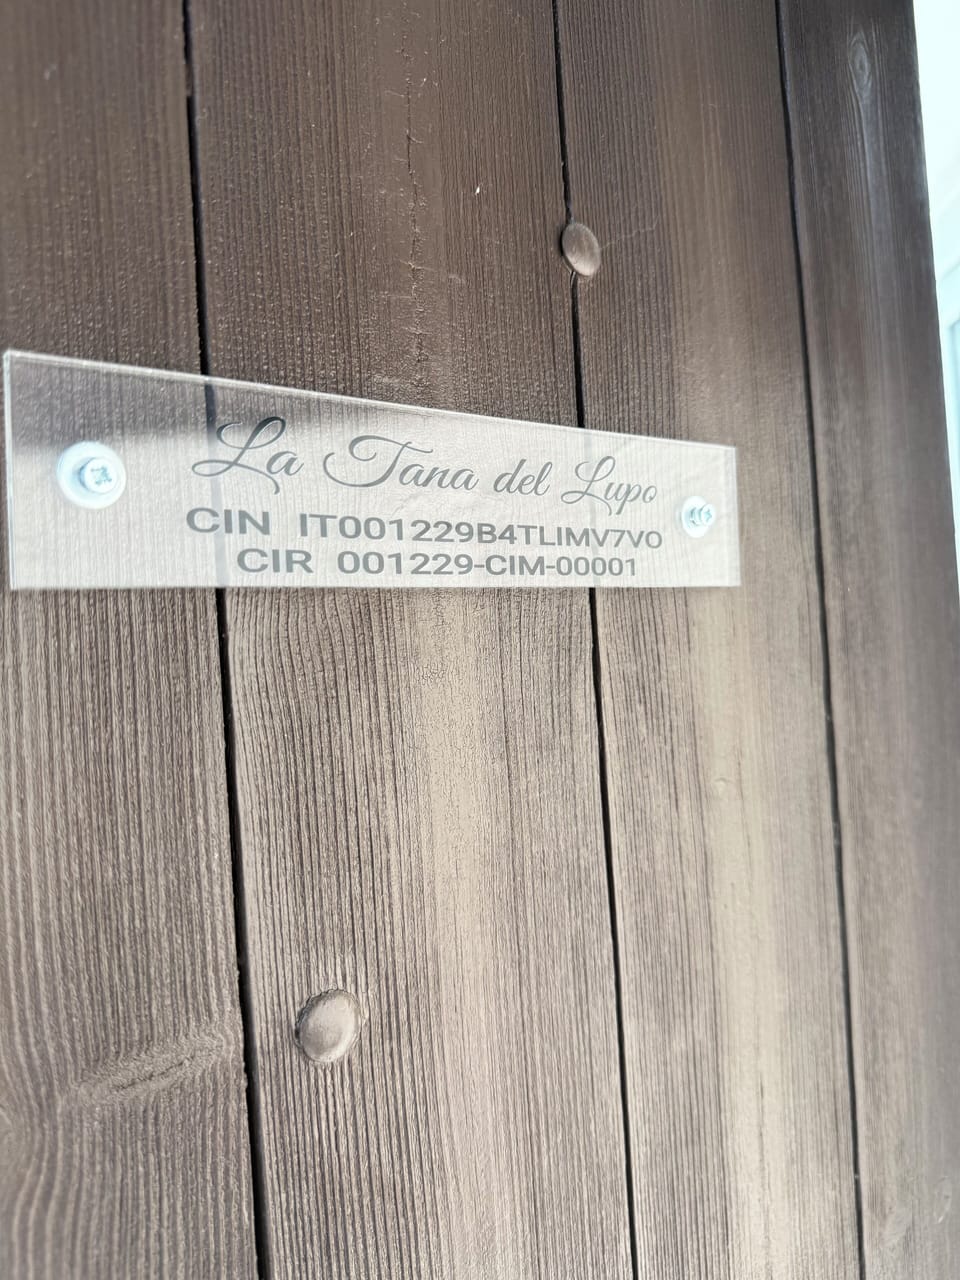 La Tana del Lupo
CIN IT001229B4TLIMV7VO
CIR 001229-CIM-00001